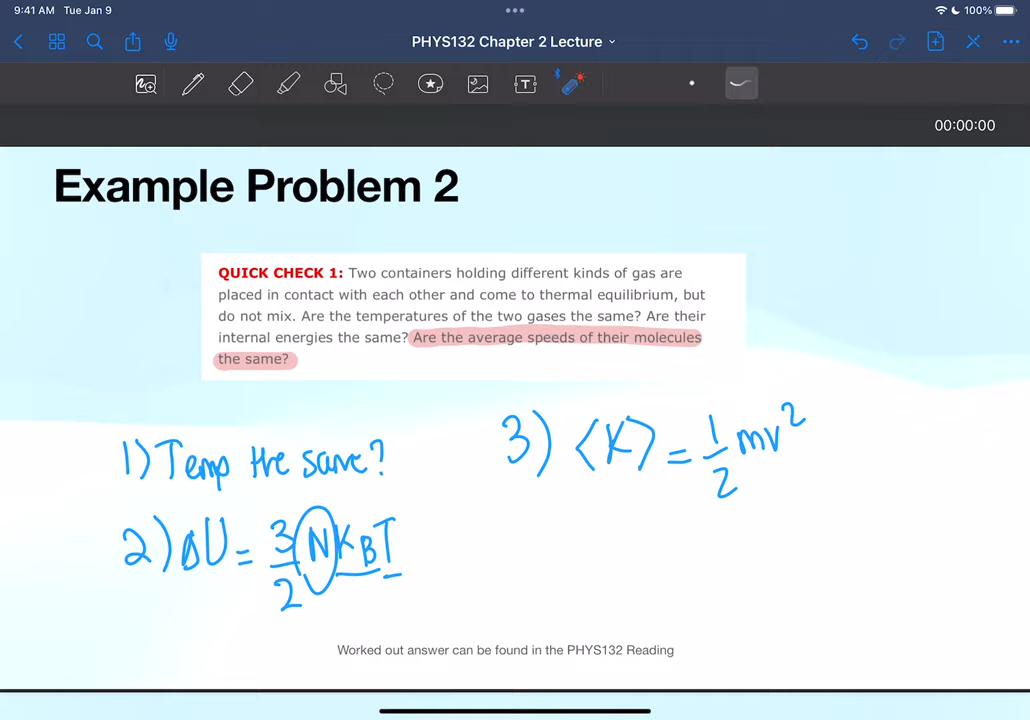 9:41 AM Tue Jan 9
100%
PHYS132 Chapter 2 Lecture
T
00:00:00
Example Problem 2
QUICK CHECK 1: Two containers holding different kinds of gas are
placed in contact with each other and come to thermal equilibrium, but
do not mix. Are the temperatures of the two gases the same? Are their
internal energies the same? Are the average speeds of their molecules
the same?
1) Temp the same?
2) ΔU = 3/2 NKBT
3) ⟨K⟩ = 1/2 mv²
Worked out answer can be found in the PHYS132 Reading